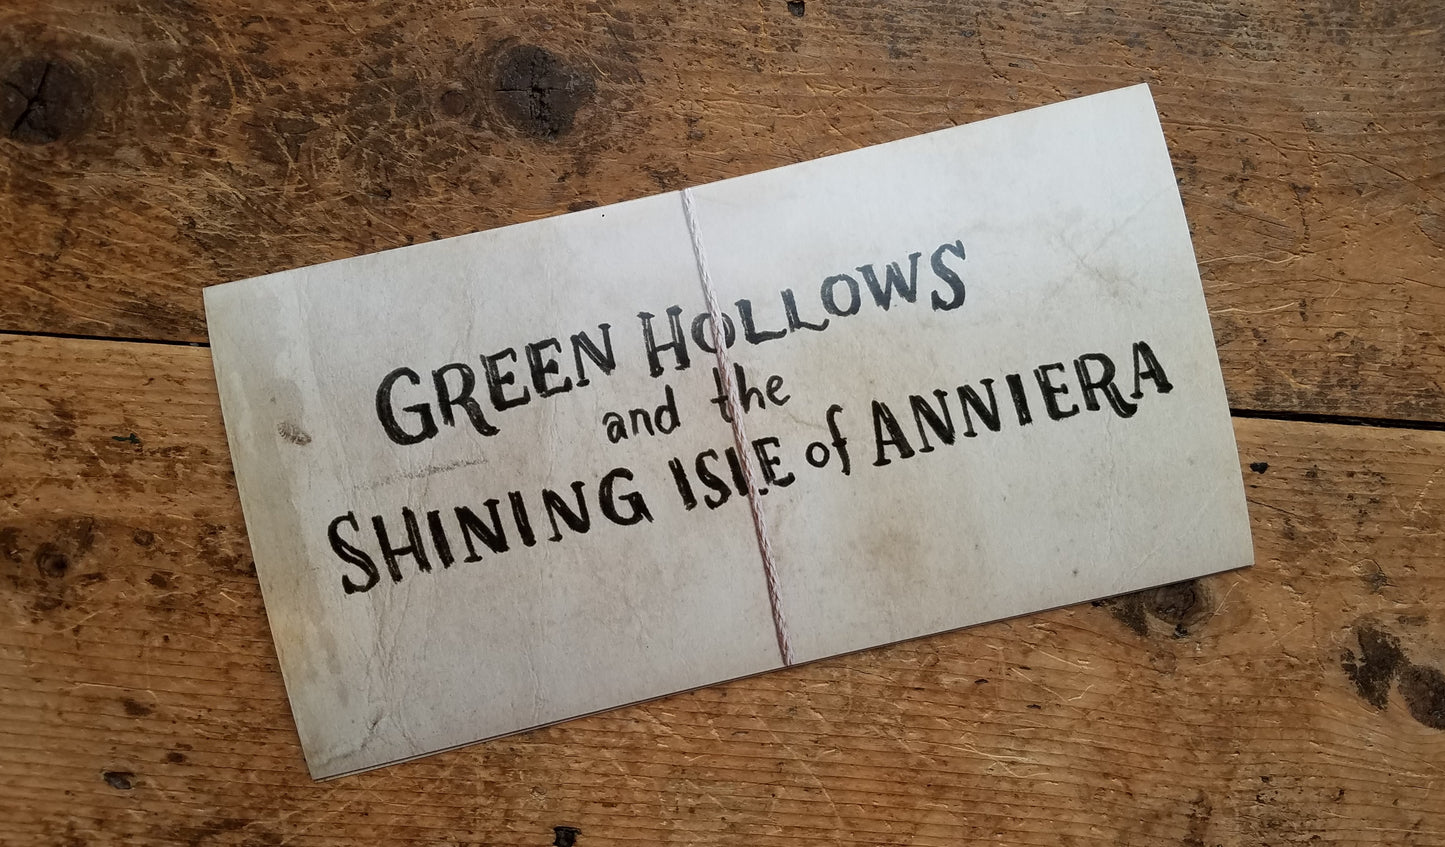 GREEN HOLLOWS
and the
SHINING ISLE of ANNIERA